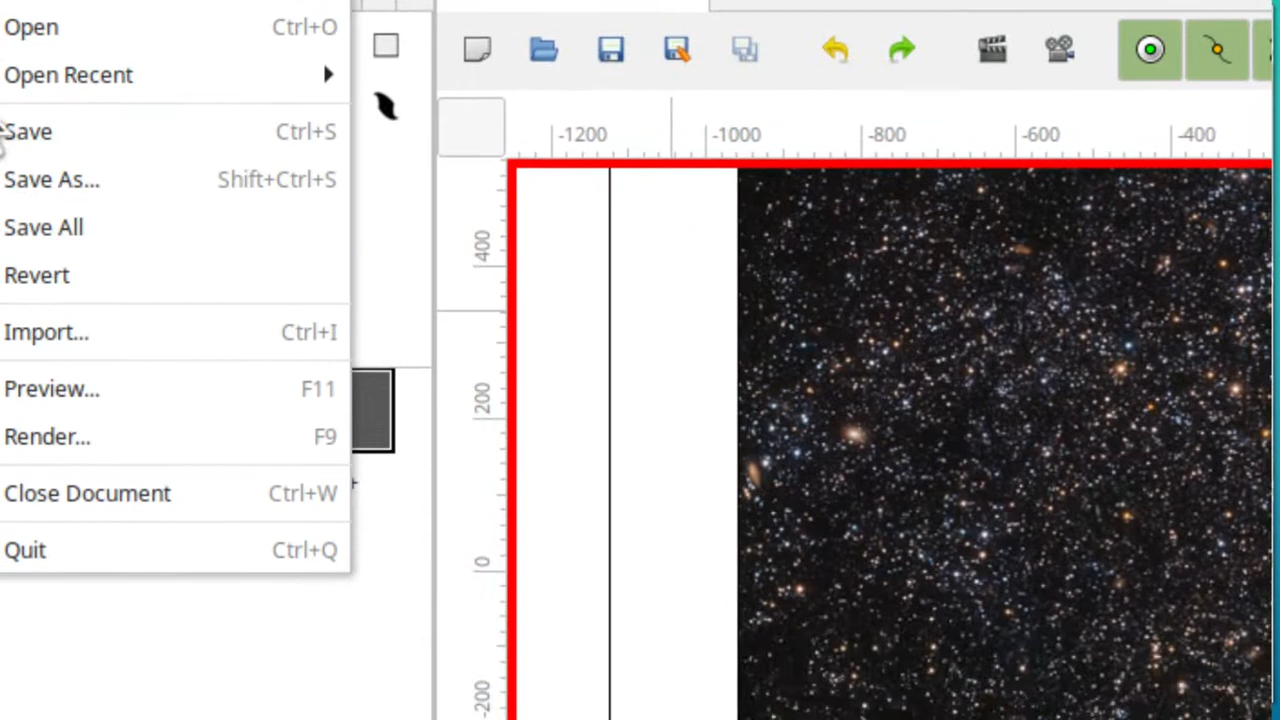 Open Ctrl+O
Open Recent
Save Ctrl+S
Save As... Shift+Ctrl+S
Save All
Revert
Import... Ctrl+I
Preview... F11
Render... F9
Close Document Ctrl+W
Quit Ctrl+Q
-1200 -1000 -800 -600 -400
400
200
0
-200